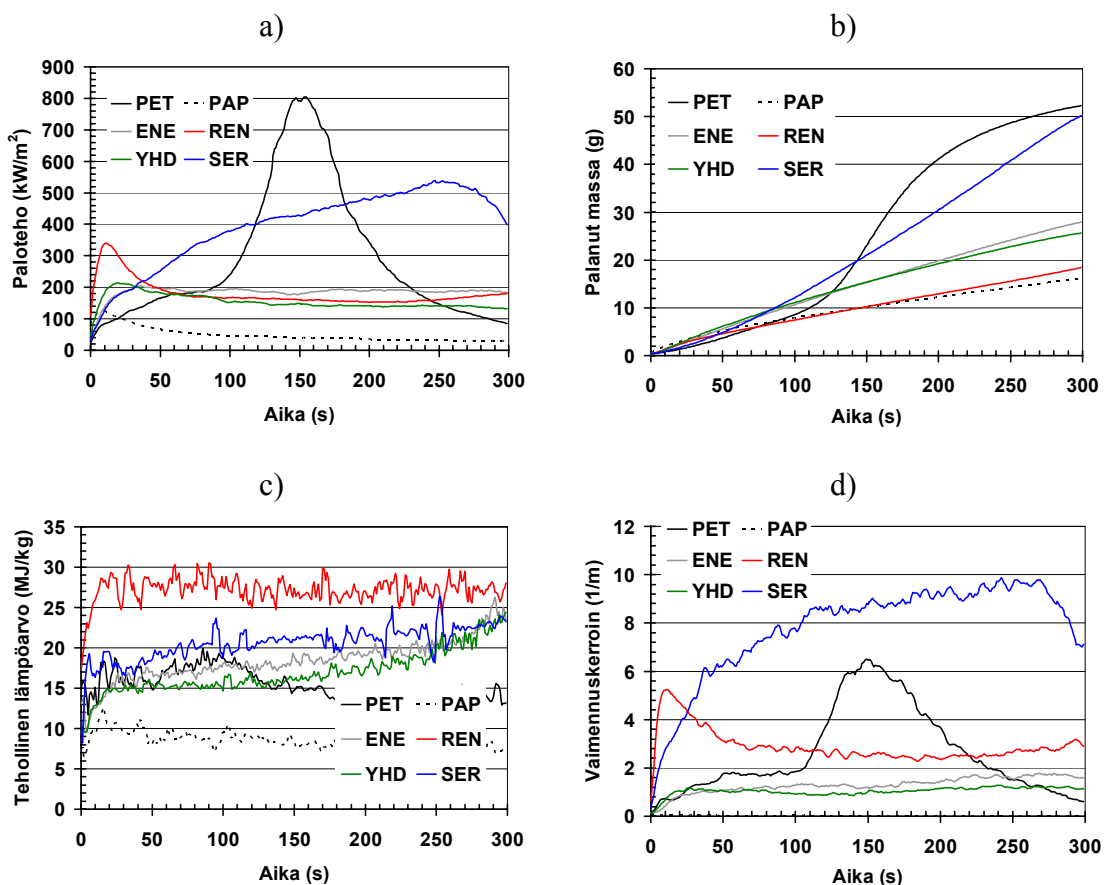 a)
Paloteho (kW/m²)
900
800
700
600
500
400
300
200
100
0
PET PAP
ENE REN
YHD SER
0 50 100 150 200 250 300
Aika (s)
b)
Palanut massa (g)
60
50
40
30
20
10
0
PET PAP
ENE REN
YHD SER
0 50 100 150 200 250 300
Aika (s)
c)
Tehollinen lämpöarvo (MJ/kg)
35
30
25
20
15
10
5
0
PET PAP
ENE REN
YHD SER
0 50 100 150 200 250 300
Aika (s)
d)
Vaimennuskerroin (1/m)
12
10
8
6
4
2
0
PET PAP
ENE REN
YHD SER
0 50 100 150 200 250 300
Aika (s)